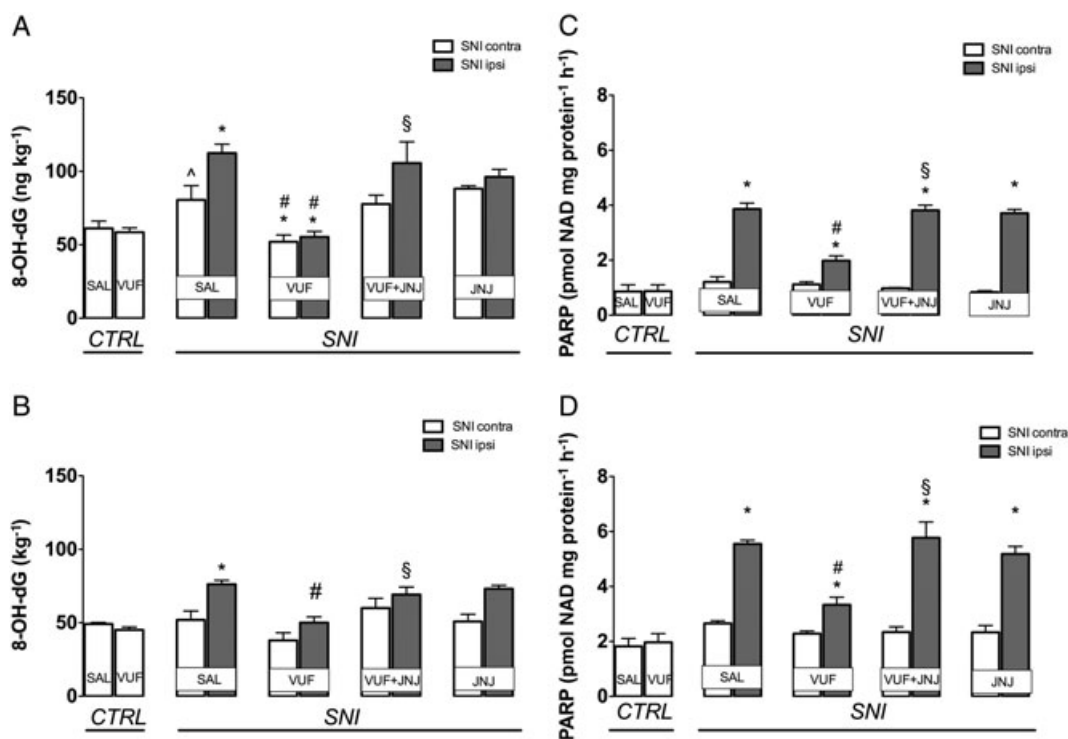 A
SNI contra
SNI ipsi
150
100
50
0
8-OH-dG (ng kg⁻¹)
^
*
#
*
#
*
§
SAL
VUF
SAL
VUF
VUF+JNJ
JNJ
CTRL
SNI
B
SNI contra
SNI ipsi
150
100
50
0
8-OH-dG (kg⁻¹)
*
#
§
SAL
VUF
SAL
VUF
VUF+JNJ
JNJ
CTRL
SNI
C
SNI contra
SNI ipsi
8
6
4
2
0
PARP (pmol NAD mg protein⁻¹ h⁻¹)
*
#
*
§
*
*
SAL
VUF
SAL
VUF
VUF+JNJ
JNJ
CTRL
SNI
D
SNI contra
SNI ipsi
8
6
4
2
0
PARP (pmol NAD mg protein⁻¹ h⁻¹)
*
#
*
§
*
*
SAL
VUF
SAL
VUF
VUF+JNJ
JNJ
CTRL
SNI